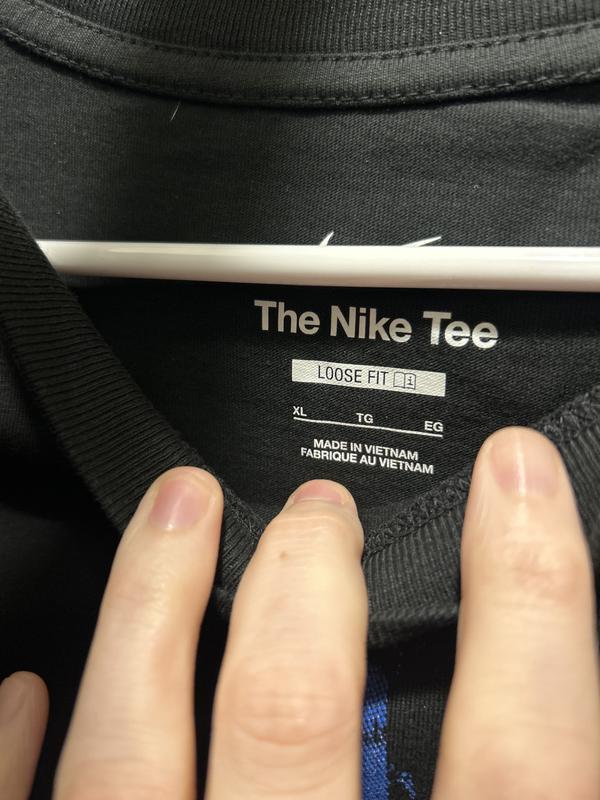 The Nike Tee
LOOSE FIT
XL TG EG
MADE IN VIETNAM
FABRIQUE AU VIETNAM